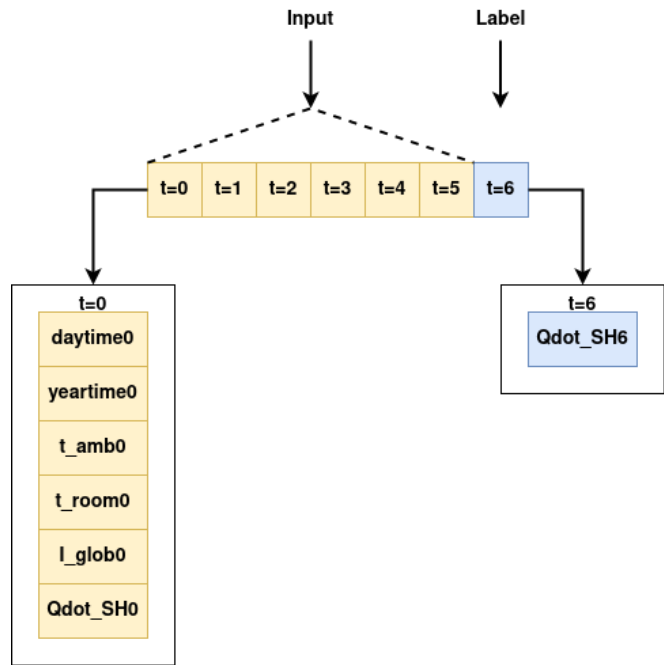 Input Label
t=0 t=1 t=2 t=3 t=4 t=5 t=6
t=0
daytime0
yeartime0
t_amb0
t_room0
I_glob0
Qdot_SH0
t=6
Qdot_SH6